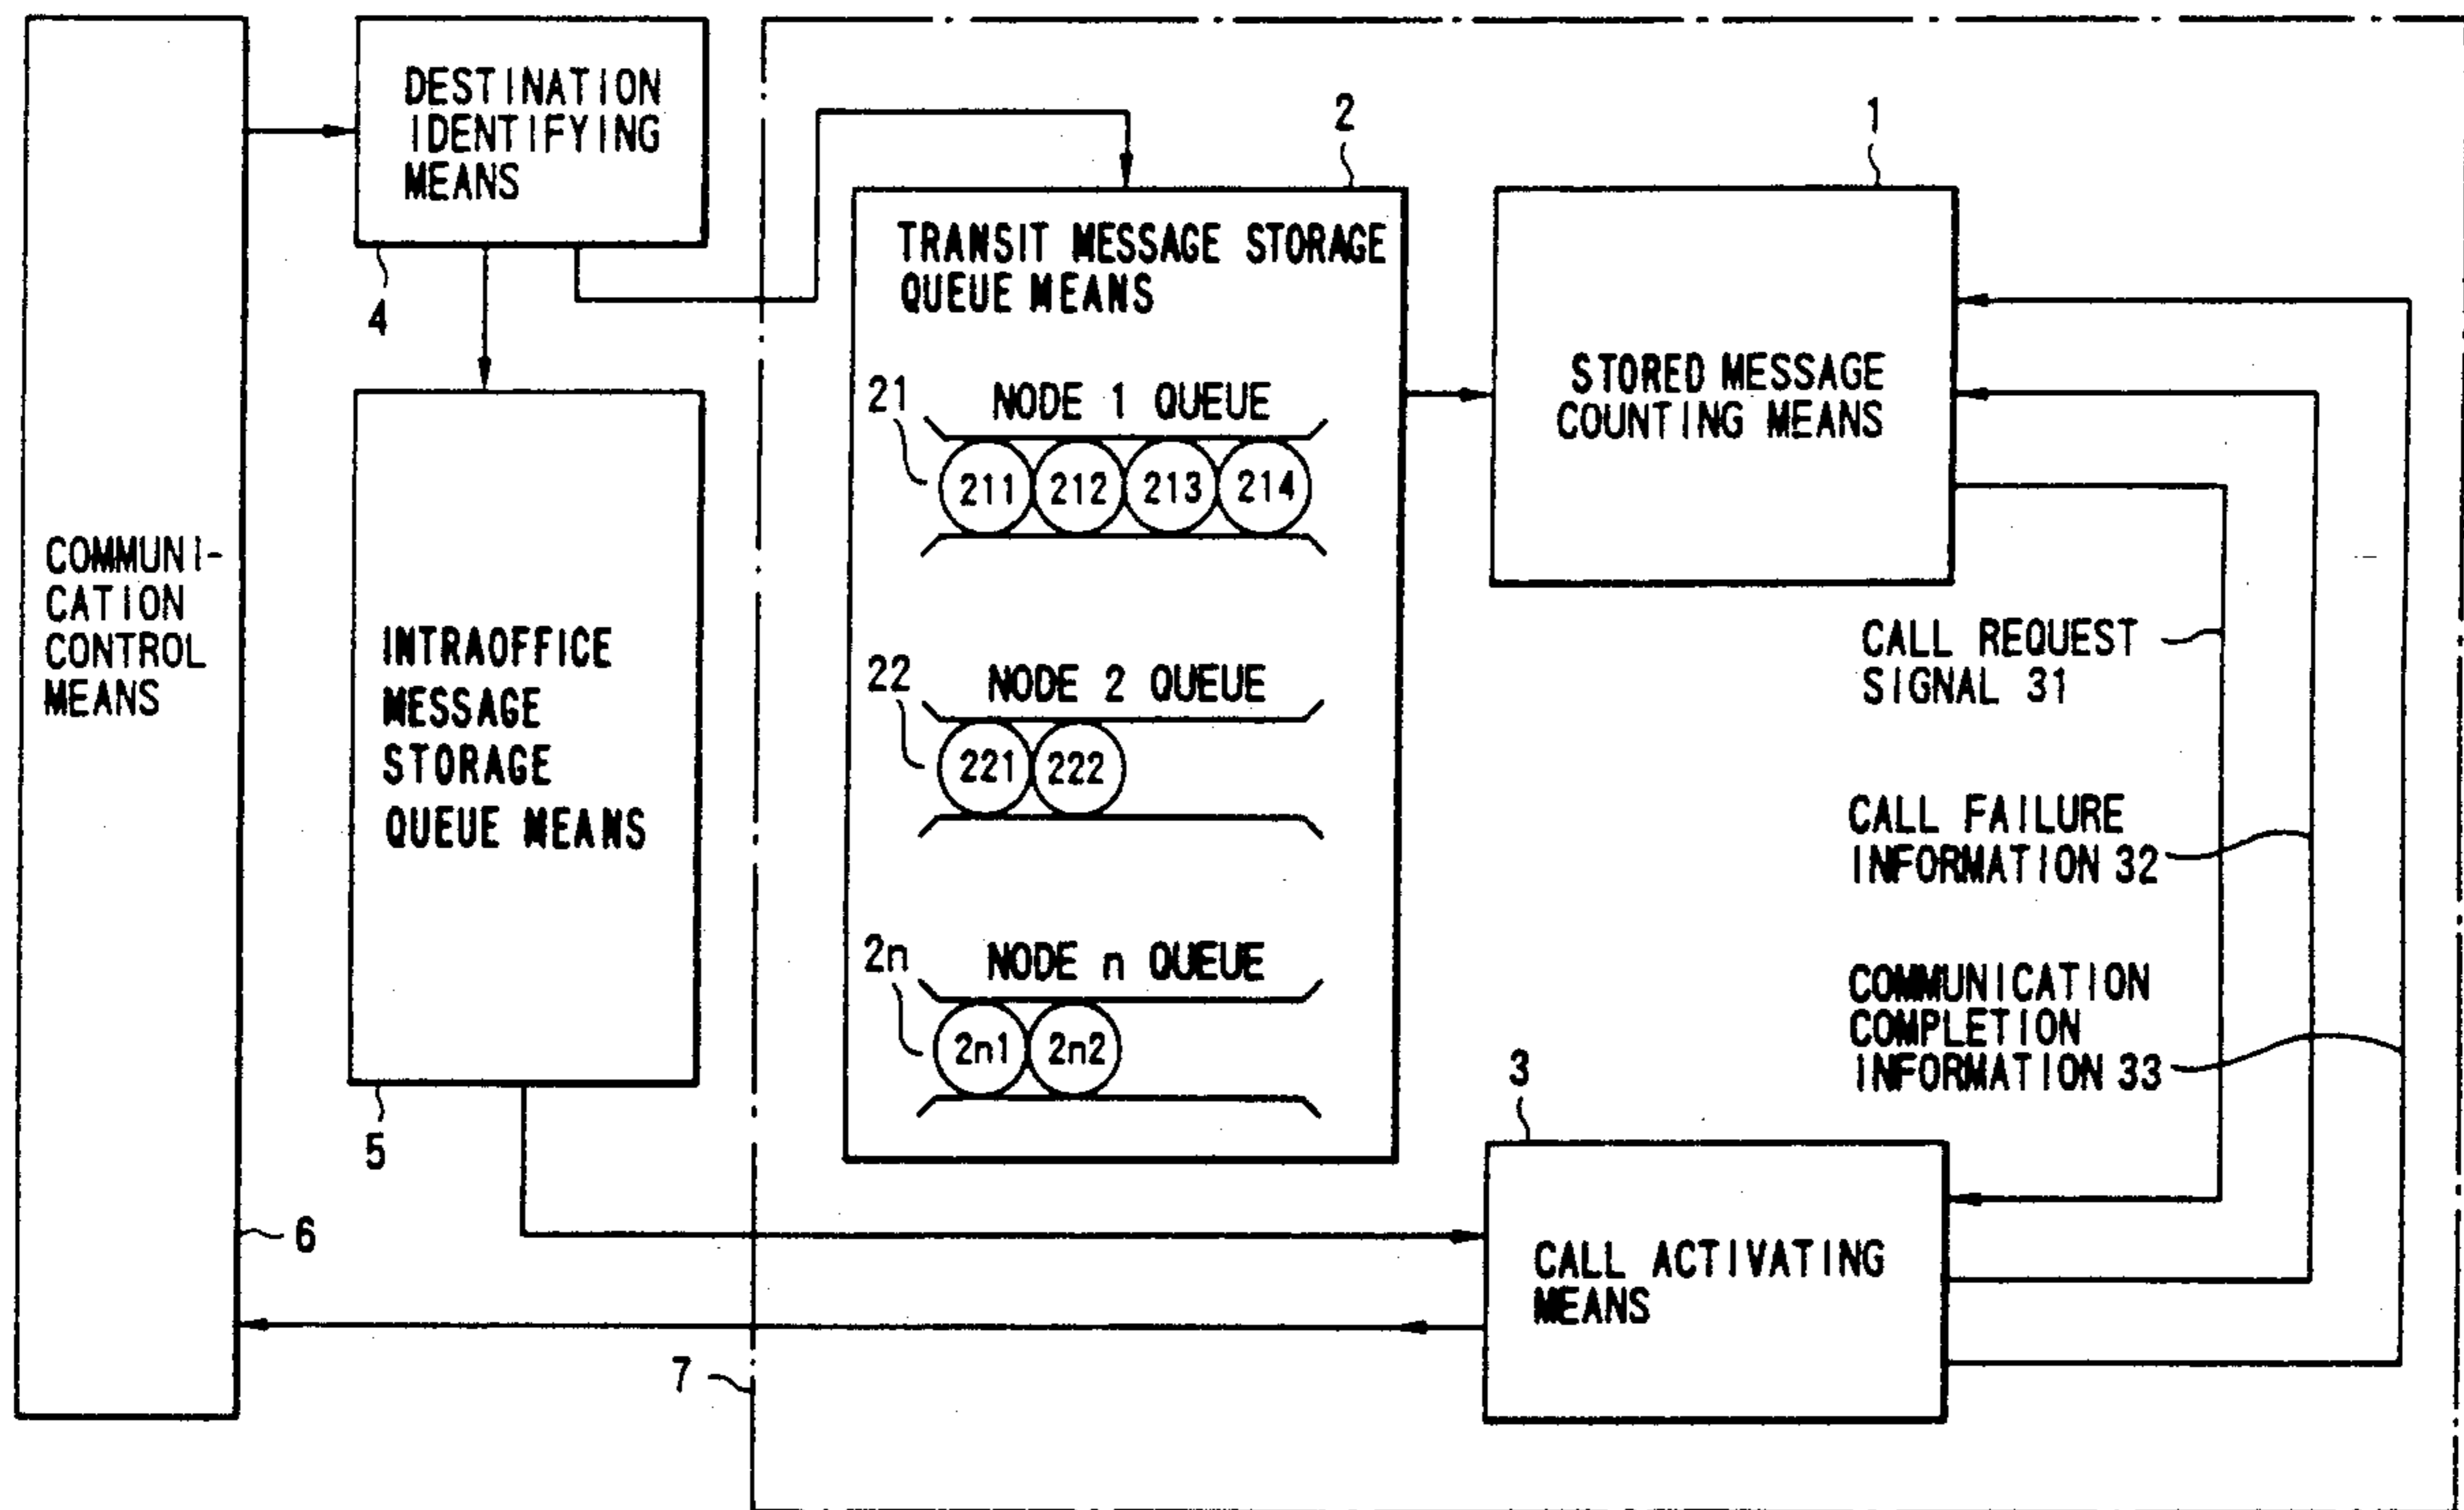 COMMUNI-
CATION
CONTROL
MEANS
6
DESTINATION
IDENTIFYING
MEANS
4
INTRAOFFICE
MESSAGE
STORAGE
QUEUE MEANS
5
2
TRANSIT MESSAGE STORAGE
QUEUE MEANS
21
NODE 1 QUEUE
211 212 213 214
22
NODE 2 QUEUE
221 222
2n
NODE n QUEUE
2n1 2n2
1
STORED MESSAGE
COUNTING MEANS
CALL REQUEST
SIGNAL 31
CALL FAILURE
INFORMATION 32
COMMUNICATION
COMPLETION
INFORMATION 33
3
CALL ACTIVATING
MEANS
7